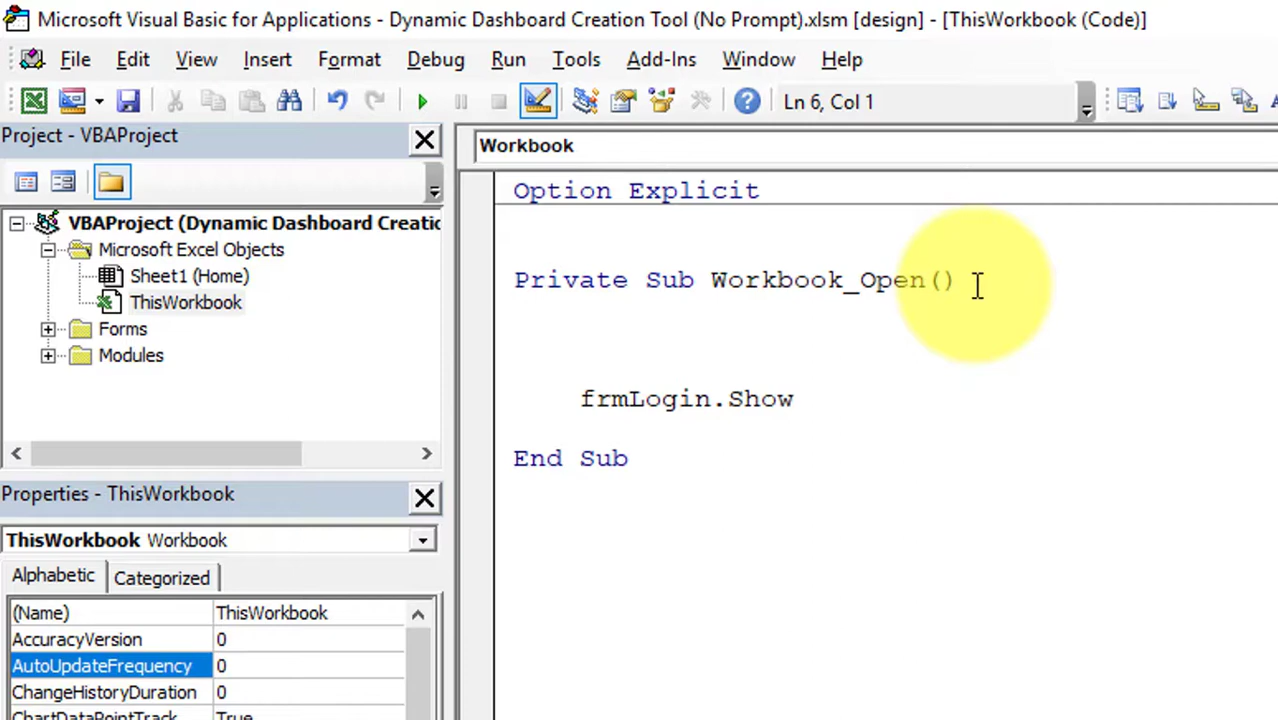 Microsoft Visual Basic for Applications - Dynamic Dashboard Creation Tool (No Prompt).xlsm [design] - [ThisWorkbook (Code)]
File Edit View Insert Format Debug Run Tools Add-Ins Window Help
Ln 6, Col 1
Project - VBAProject
Workbook
Option Explicit
VBAProject (Dynamic Dashboard Creatic
Microsoft Excel Objects
Sheet1 (Home)
ThisWorkbook
Forms
Modules
Private Sub Workbook_Open()
frmLogin.Show
End Sub
Properties - ThisWorkbook
ThisWorkbook Workbook
Alphabetic Categorized
(Name) ThisWorkbook
AccuracyVersion 0
AutoUpdateFrequency 0
ChangeHistoryDuration 0
ChartDataPointTrack True